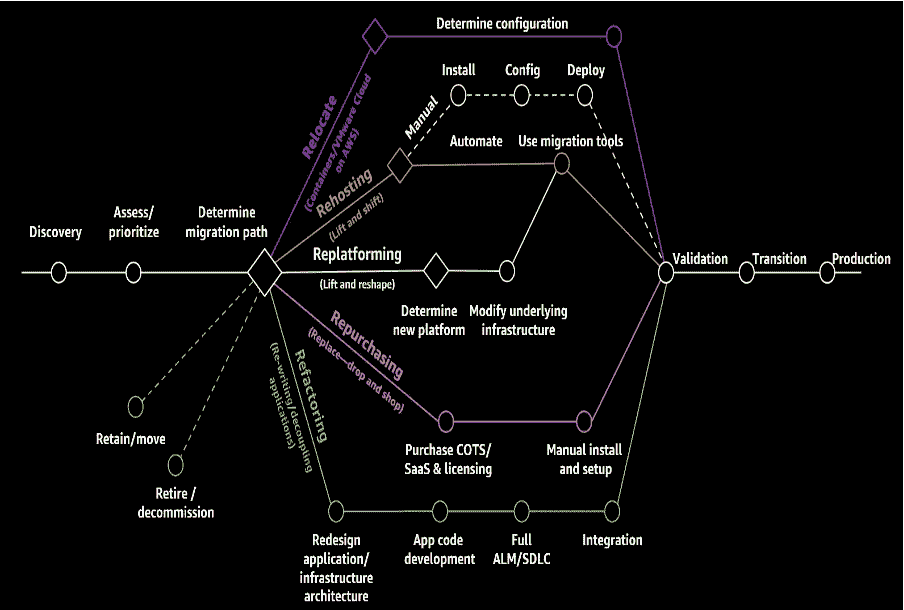 Determine configuration
Install
Config
Deploy
Relocate
(Containers/VMware Cloud
on AWS)
Manual
Automate
Use migration tools
Rehosting
(Lift and shift)
Discovery
Assess/
prioritize
Determine
migration path
Replatforming
(Lift and reshape)
Validation
Transition
Production
Determine
new platform
Modify underlying
infrastructure
Repurchasing
(Replace—drop and shop)
Refactoring
(Re-writing/decoupling
applications)
Retain/move
Purchase COTS/
SaaS & licensing
Manual install
and setup
Retire /
decommission
Redesign
application/
infrastructure
architecture
App code
development
Full
ALM/SDLC
Integration